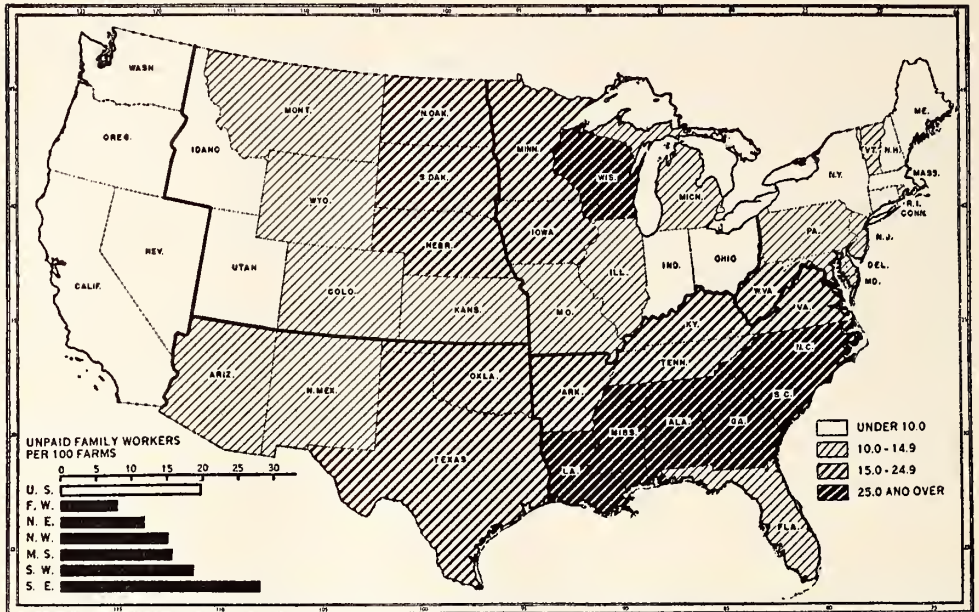 WASH.
OREG.
CALIF.
NEV.
IDAHO
UTAH
ARIZ.
MONT.
WYO.
COLO.
N.MEX.
N.DAK.
S.DAK.
NEBR.
KANS.
OKLA.
TEXAS
MINN.
IOWA
MO.
ARK.
LA.
WIS.
ILL.
MICH.
IND.
OHIO
KY.
TENN.
MISS.
ALA.
GA.
FLA.
S.C.
N.C.
VA.
W.VA.
PA.
N.Y.
VT.
N.H.
ME.
MASS.
R.I.
CONN.
N.J.
DEL.
MD.
UNDER 10.0
10.0-14.9
15.0-24.9
25.0 AND OVER
UNPAID FAMILY WORKERS
PER 100 FARMS
0 5 10 15 20 25 30
U. S.
F. W.
N. E.
N. W.
M. S.
S. W.
S. E.